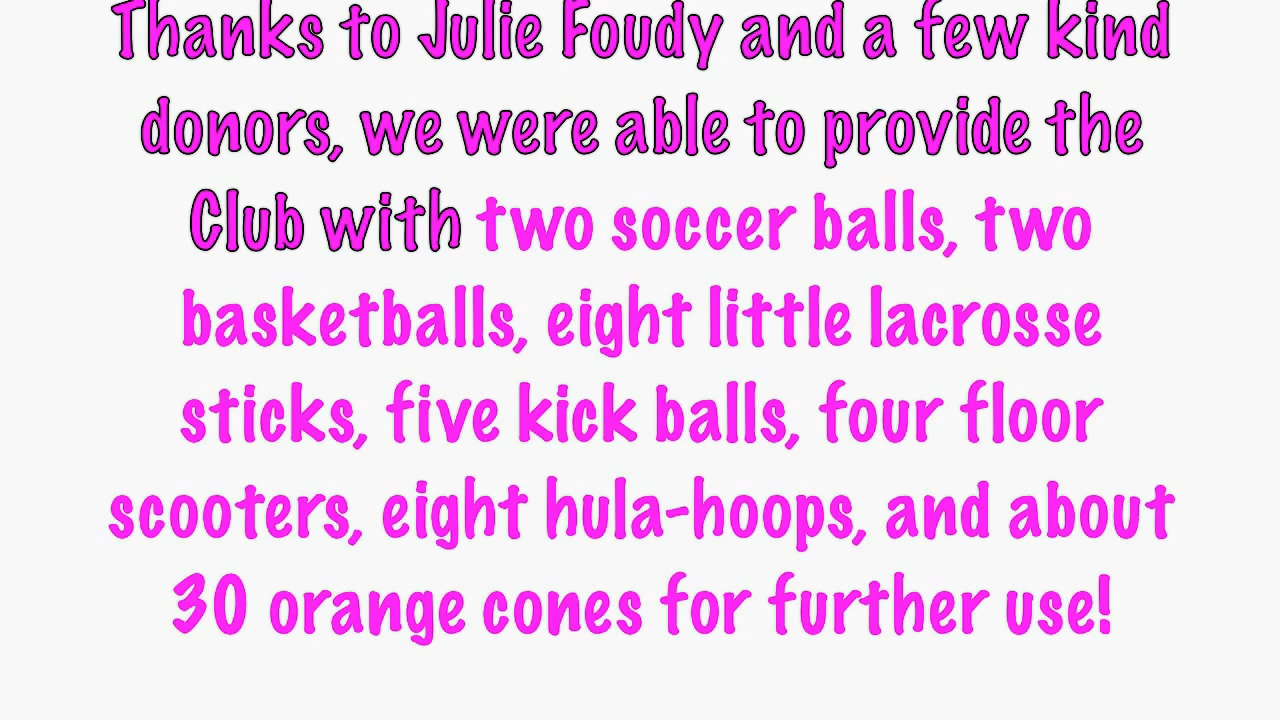 Thanks to Julie Foudy and a few kind
donors, we were able to provide the
Club with two soccer balls, two
basketballs, eight little lacrosse
sticks, five kick balls, four floor
scooters, eight hula-hoops, and about
30 orange cones for further use!